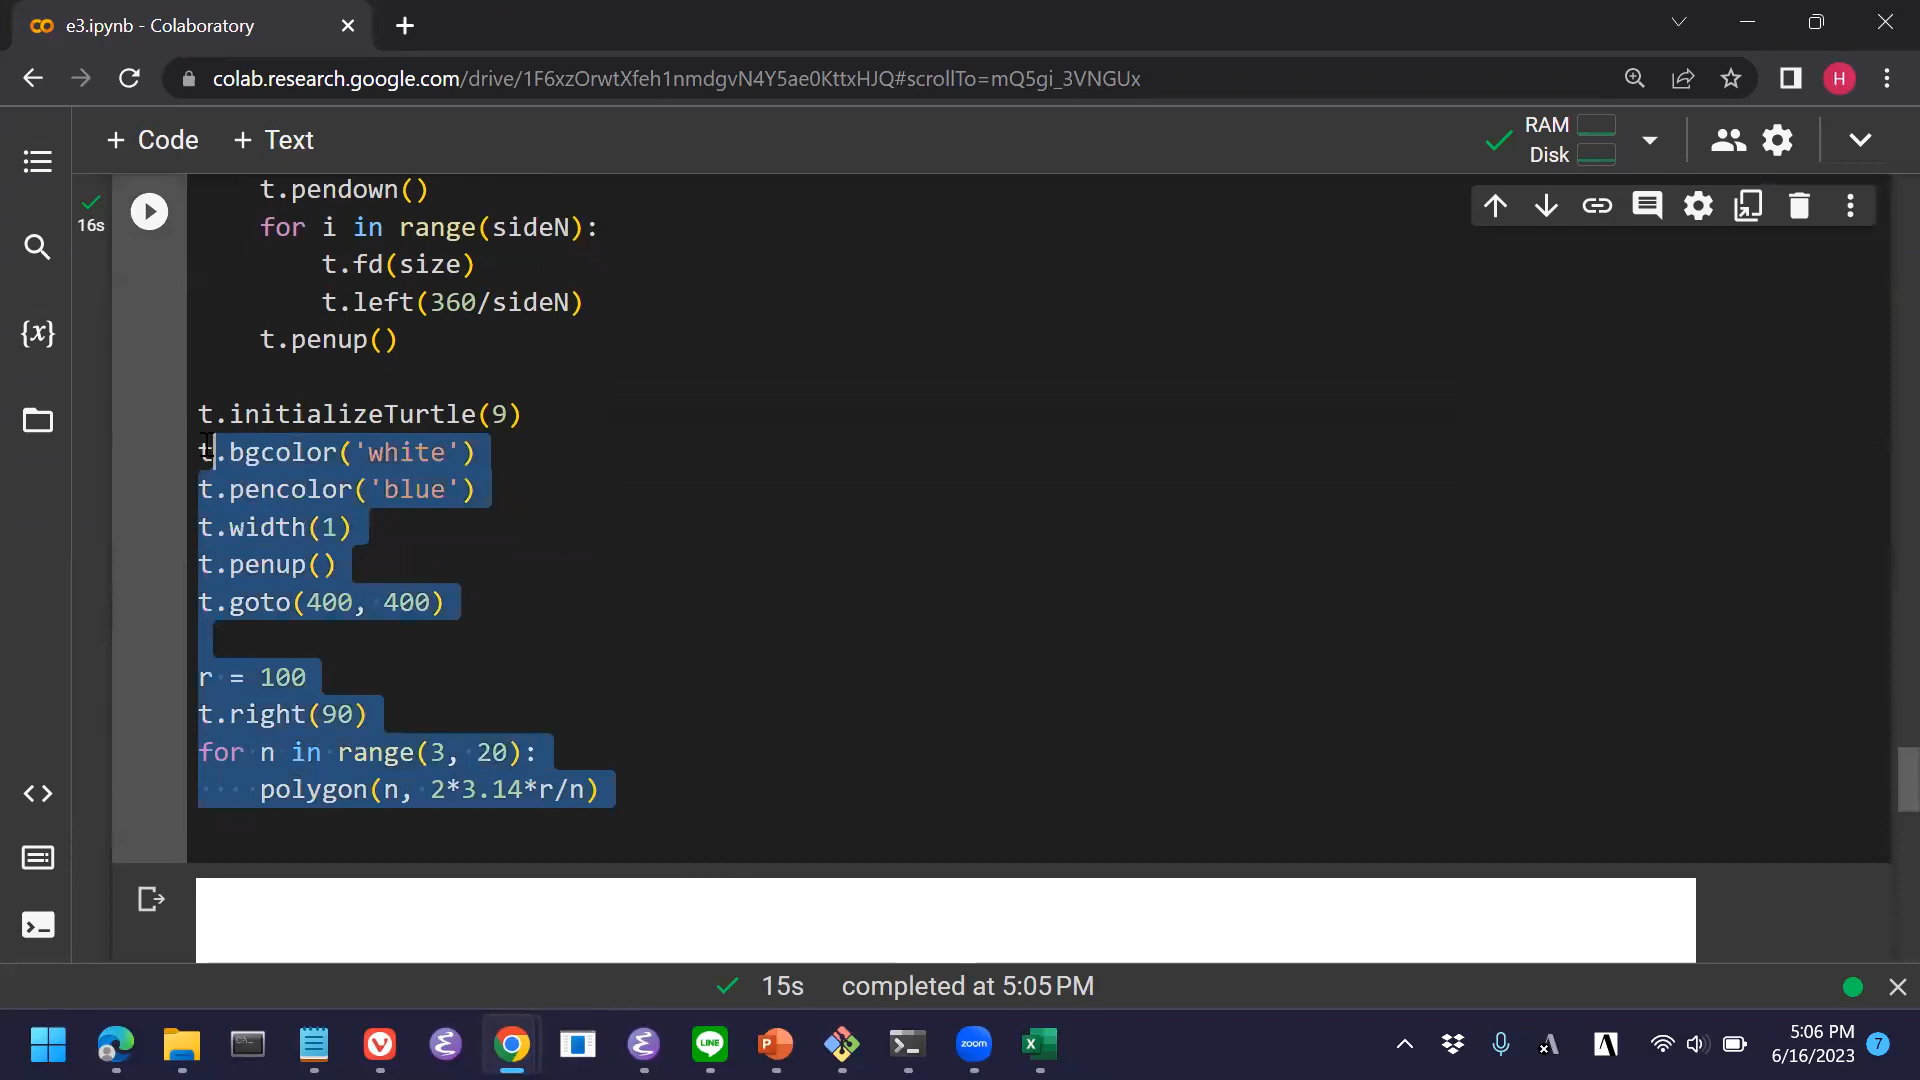 e3.ipynb - Colaboratory
colab.research.google.com/drive/1F6xzOrwtXfeh1nmdgvN4Y5ae0KttxHJQ#scrollTo=mQ5gi_3VNGUx
H
+ Code + Text
RAM
Disk
16s
t.pendown()
for i in range(sideN):
t.fd(size)
t.left(360/sideN)
t.penup()
t.initializeTurtle(9)
t.bgcolor('white')
t.pencolor('blue')
t.width(1)
t.penup()
t.goto(400, 400)
r = 100
t.right(90)
for n in range(3, 20):
polygon(n, 2*3.14*r/n)
15s completed at 5:05 PM
LINE
zoom
A
5:06 PM
6/16/2023
7